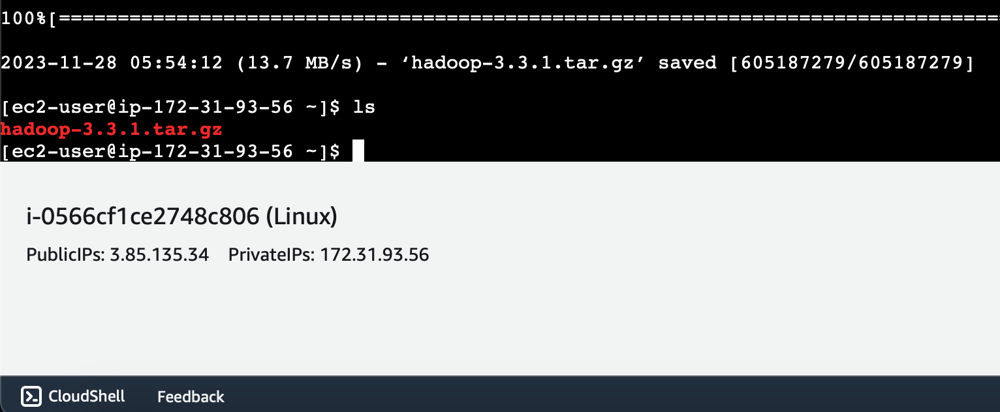 100%[================================================================================
2023-11-28 05:54:12 (13.7 MB/s) - ‘hadoop-3.3.1.tar.gz’ saved [605187279/605187279]
[ec2-user@ip-172-31-93-56 ~]$ ls
hadoop-3.3.1.tar.gz
[ec2-user@ip-172-31-93-56 ~]$
i-0566cf1ce2748c806 (Linux)
PublicIPs: 3.85.135.34 PrivateIPs: 172.31.93.56
CloudShell Feedback